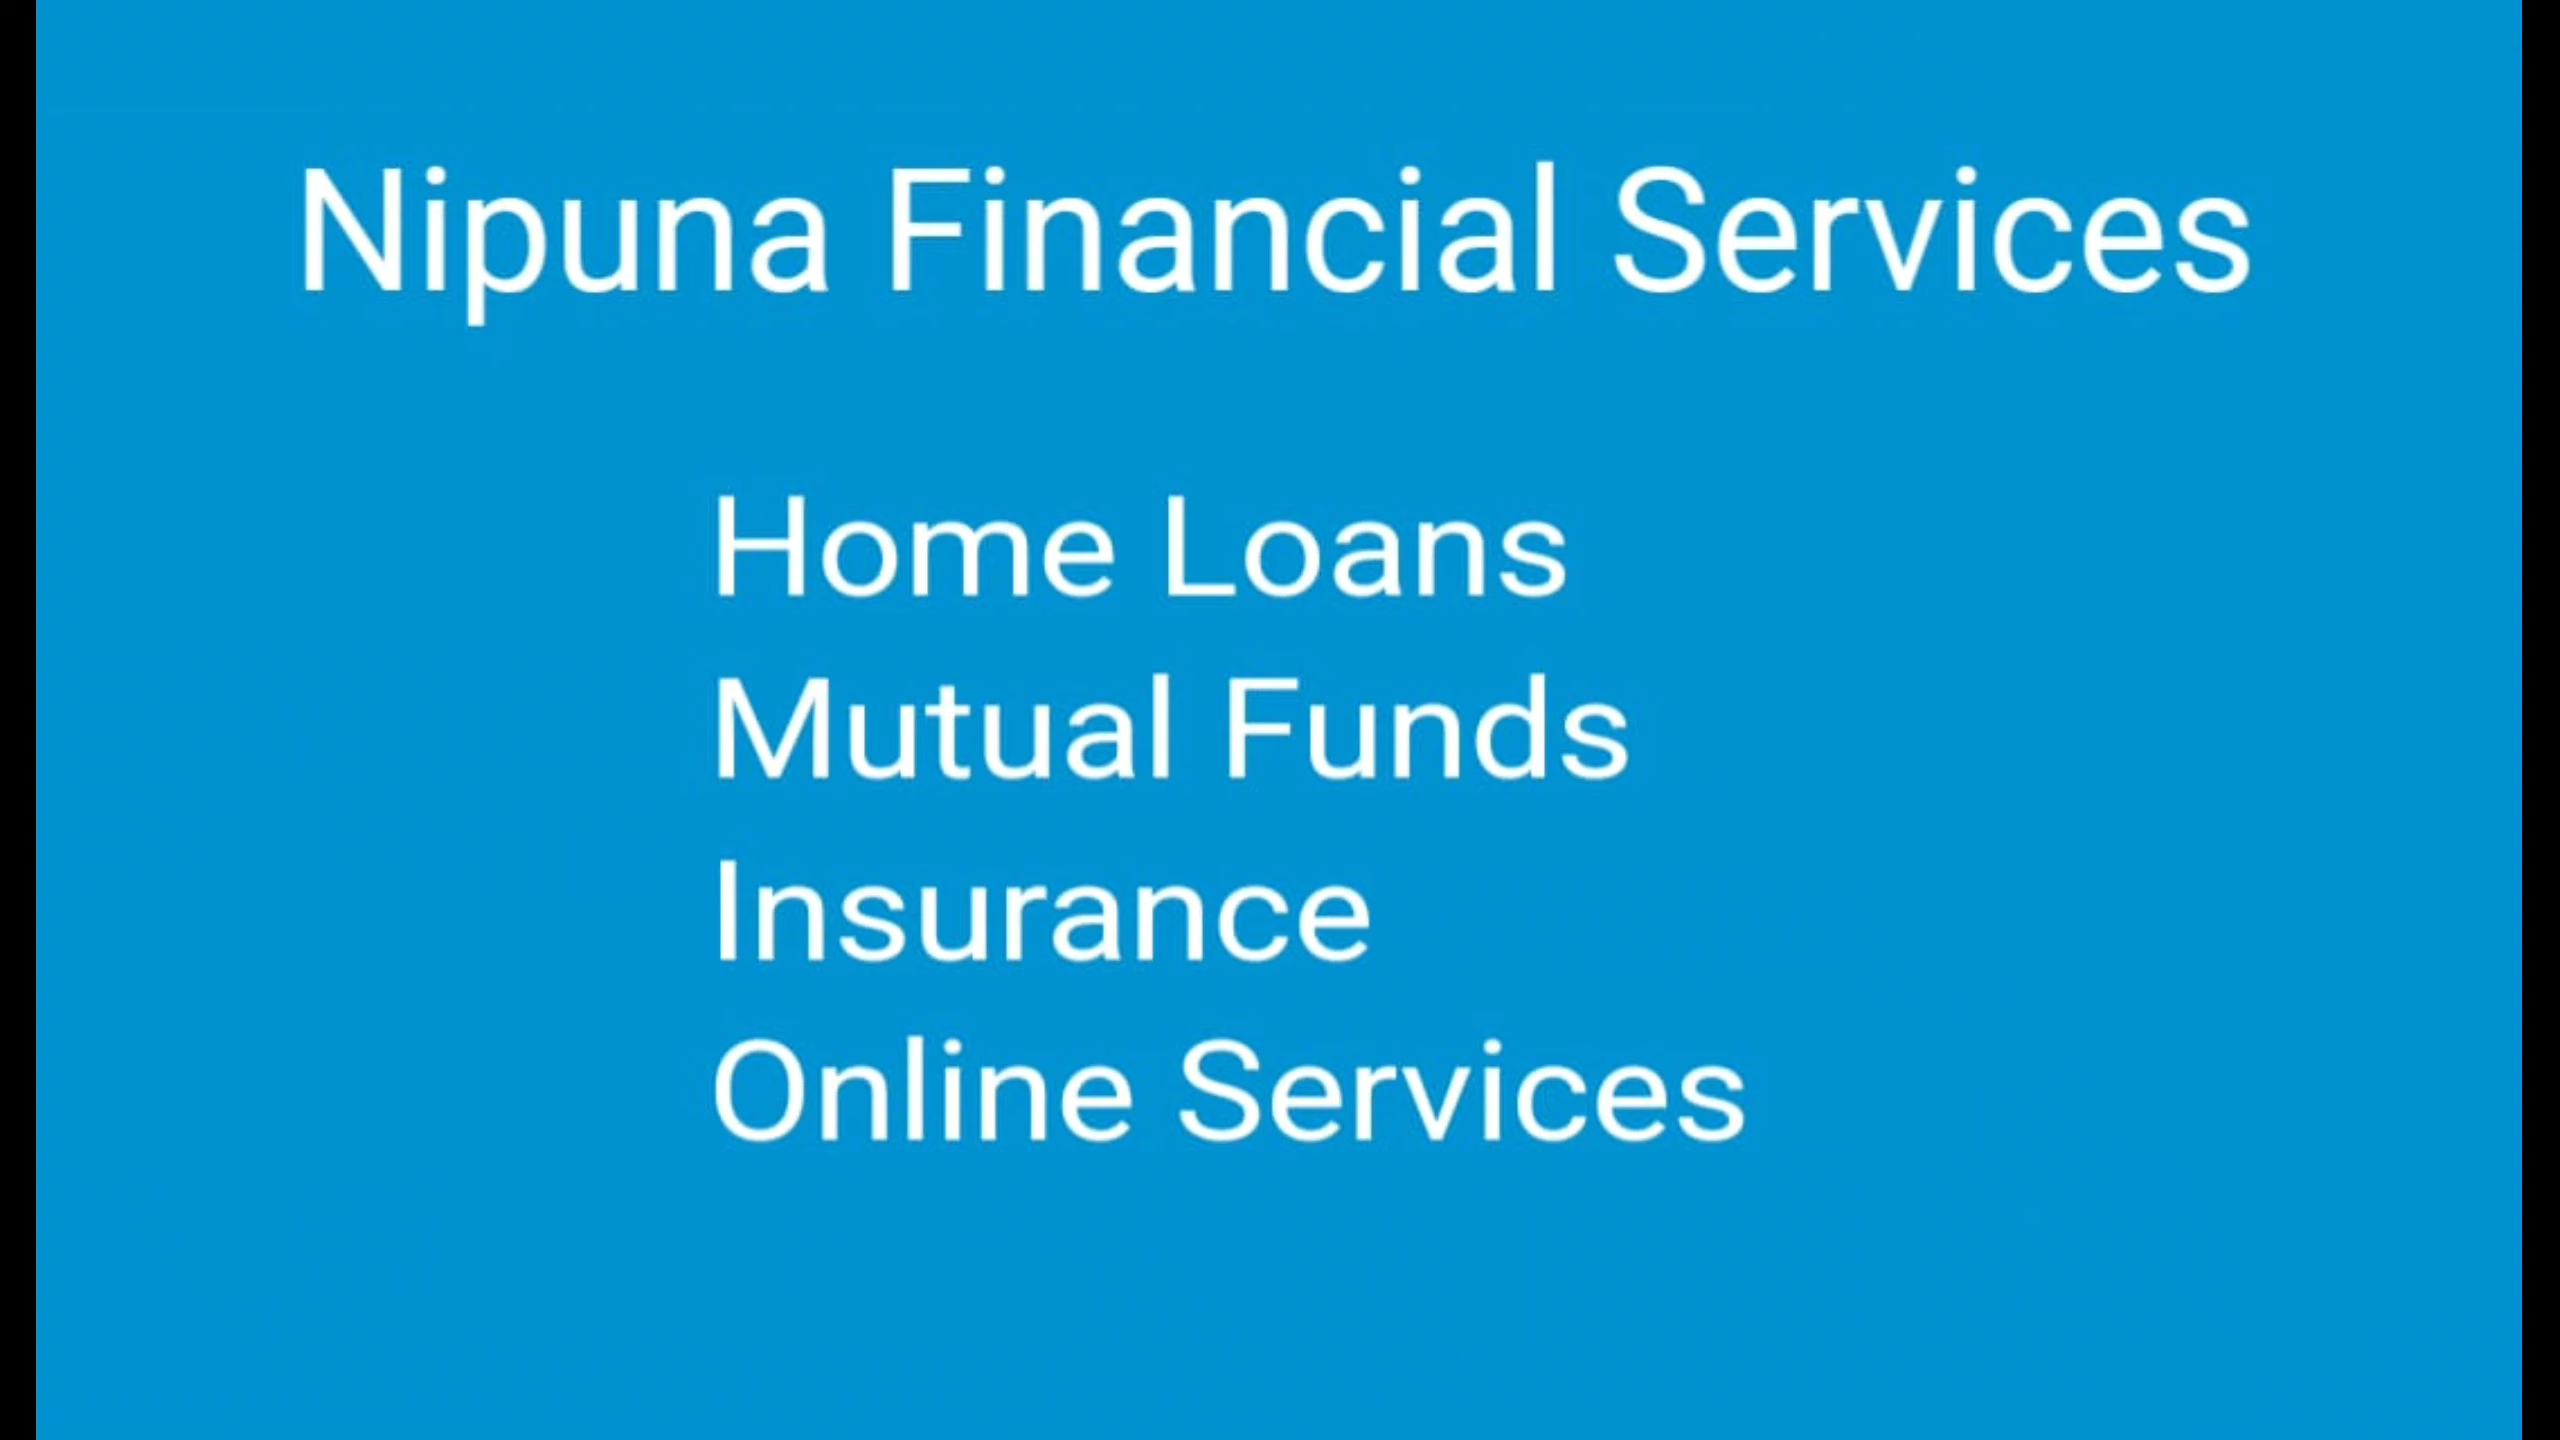 Nipuna Financial Services
Home Loans
Mutual Funds
Insurance
Online Services